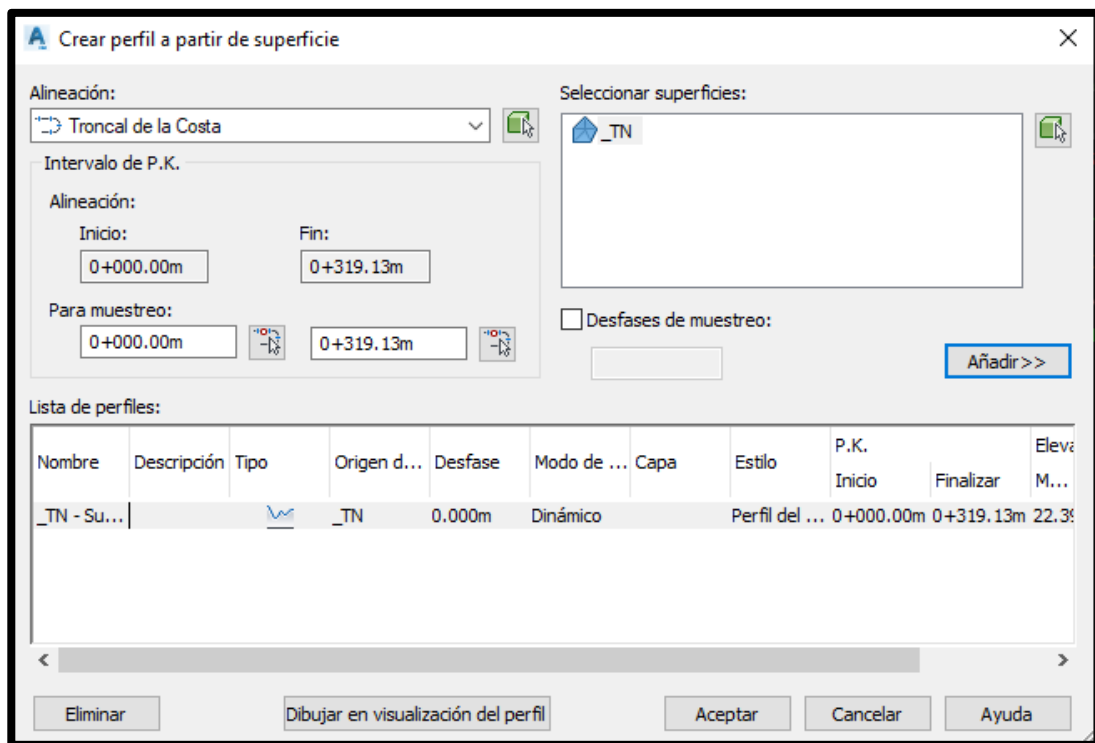 Crear perfil a partir de superficie
Alineación:
Troncal de la Costa
Intervalo de P.K.
Alineación:
Inicio: Fin:
0+000.00m 0+319.13m
Para muestreo:
0+000.00m 0+319.13m
Seleccionar superficies:
_TN
Desfases de muestreo:
Añadir>>
Lista de perfiles:
Nombre Descripción Tipo Origen d... Desfase Modo de ... Capa Estilo P.K. Eleva
Inicio Finalizar M...
_TN - Su... _TN 0.000m Dinámico Perfil del ... 0+000.00m 0+319.13m 22.39
Eliminar Dibujar en visualización del perfil Aceptar Cancelar Ayuda